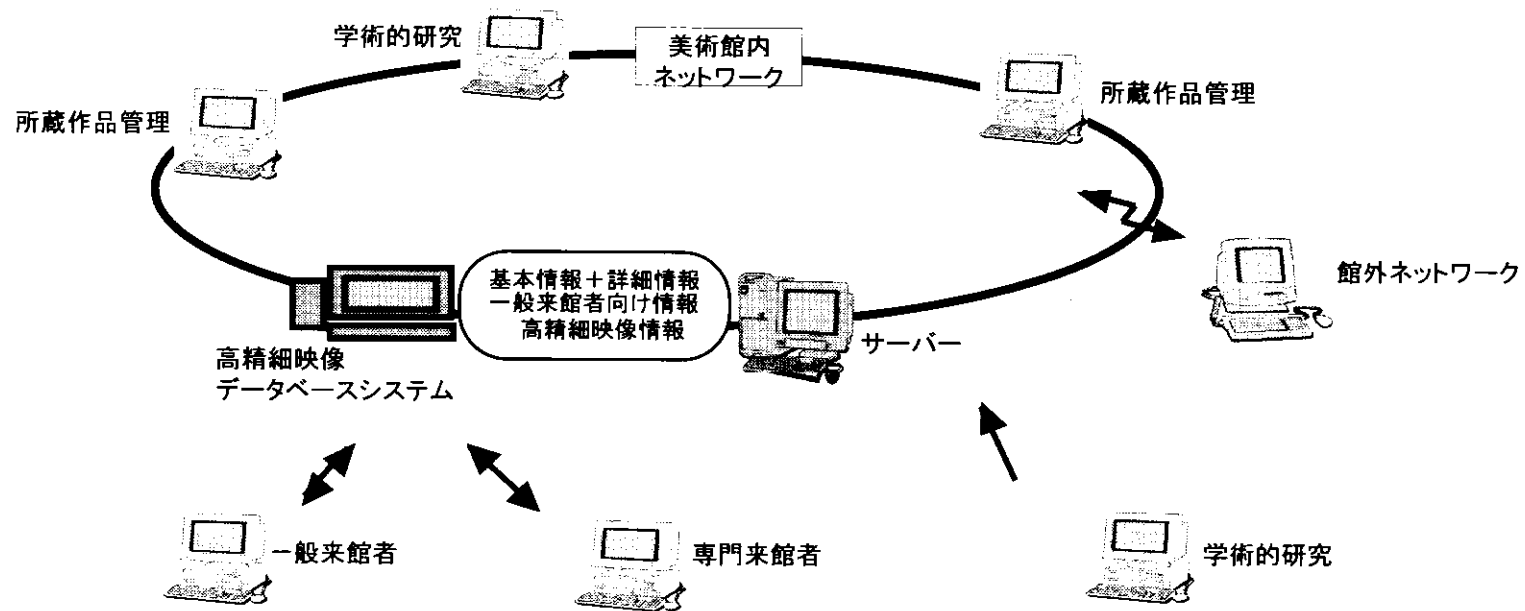 学術的研究
美術館内
ネットワーク
所蔵作品管理
所蔵作品管理
基本情報＋詳細情報
一般来館者向け情報
高精細映像情報
館外ネットワーク
サーバー
高精細映像
データベースシステム
一般来館者
専門来館者
学術的研究